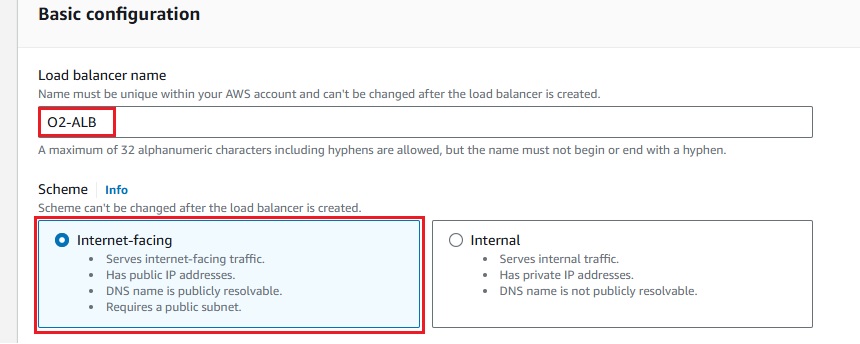 Basic configuration
Load balancer name
Name must be unique within your AWS account and can't be changed after the load balancer is created.
O2-ALB
A maximum of 32 alphanumeric characters including hyphens are allowed, but the name must not begin or end with a hyphen.
Scheme | Info
Scheme can't be changed after the load balancer is created.
Internet-facing
• Serves internet-facing traffic.
• Has public IP addresses.
• DNS name is publicly resolvable.
• Requires a public subnet.
Internal
• Serves internal traffic.
• Has private IP addresses.
• DNS name is not publicly resolvable.